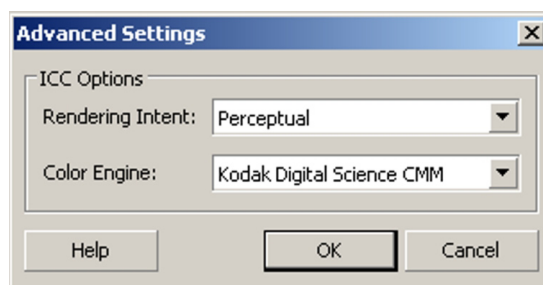 Advanced Settings
ICC Options
Rendering Intent: Perceptual
Color Engine: Kodak Digital Science CMM
Help OK Cancel